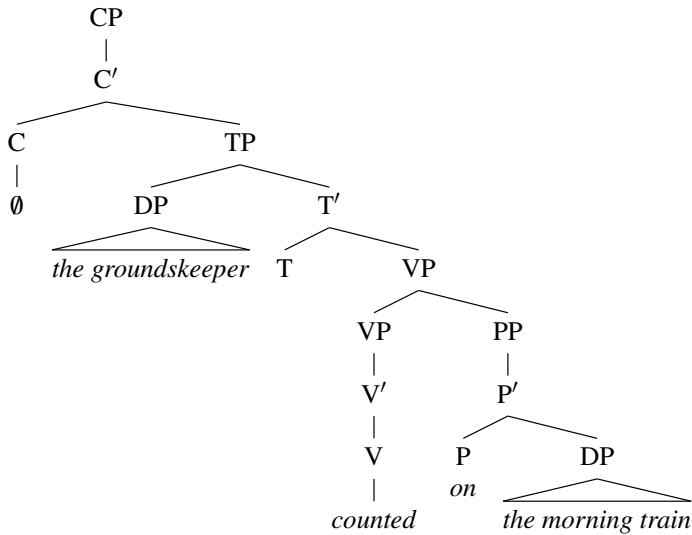 CP
C′
C TP
∅ DP T′
the groundskeeper T VP
VP PP
V′ P′
V P DP
on
counted the morning train